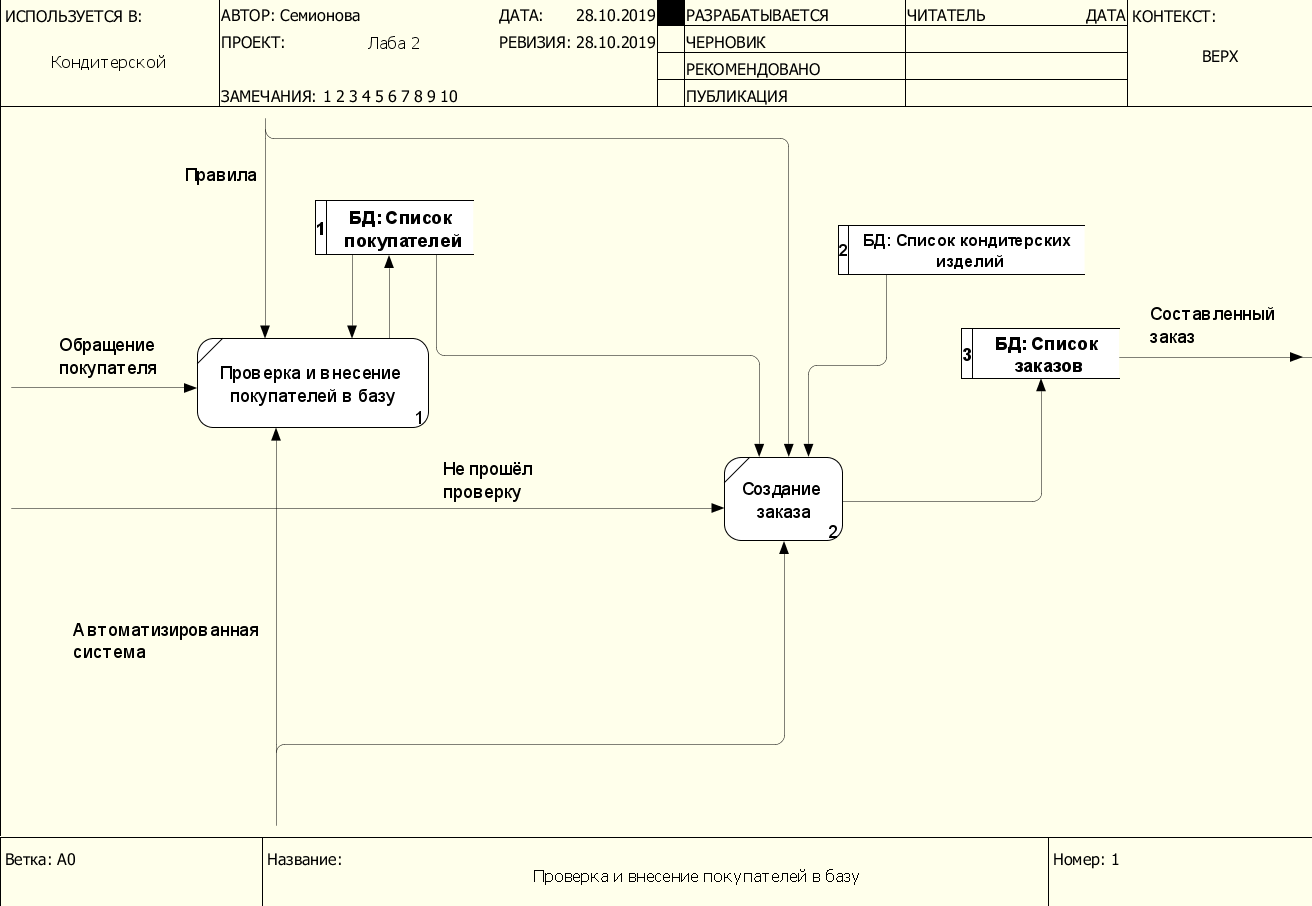 ИСПОЛЬЗУЕТСЯ В:
Кондитерской
АВТОР: Семионова
ДАТА: 28.10.2019
ПРОЕКТ: Лаба 2
РЕВИЗИЯ: 28.10.2019
ЗАМЕЧАНИЯ: 1 2 3 4 5 6 7 8 9 10
РАЗРАБАТЫВАЕТСЯ
ЧЕРНОВИК
РЕКОМЕНДОВАНО
ПУБЛИКАЦИЯ
ЧИТАТЕЛЬ
ДАТА
КОНТЕКСТ:
ВЕРХ
Правила
1
БД: Список
покупателей
2
БД: Список кондитерских
изделий
Составленный
заказ
3
БД: Список
заказов
Обращение
покупателя
Проверка и внесение
покупателей в базу
1
Не прошёл
проверку
Создание
заказа
2
Автоматизированная
система
Ветка: A0
Название:
Проверка и внесение покупателей в базу
Номер: 1